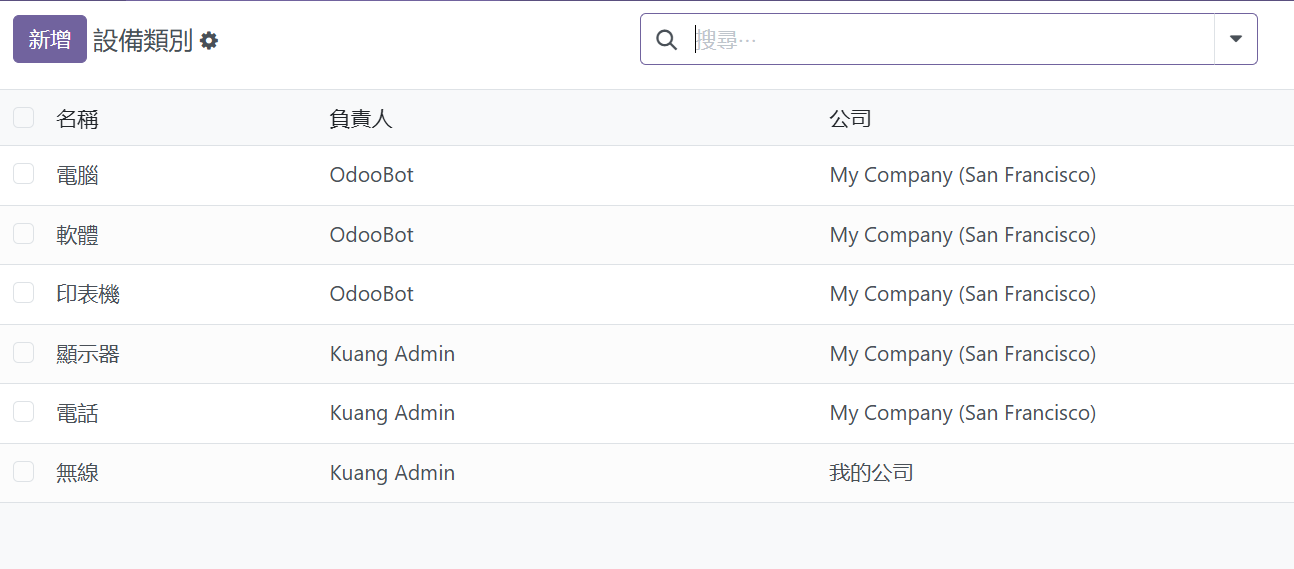 新增 設備類別 搜尋…
名稱 負責人 公司
電腦 OdooBot My Company (San Francisco)
軟體 OdooBot My Company (San Francisco)
印表機 OdooBot My Company (San Francisco)
顯示器 Kuang Admin My Company (San Francisco)
電話 Kuang Admin My Company (San Francisco)
無線 Kuang Admin 我的公司